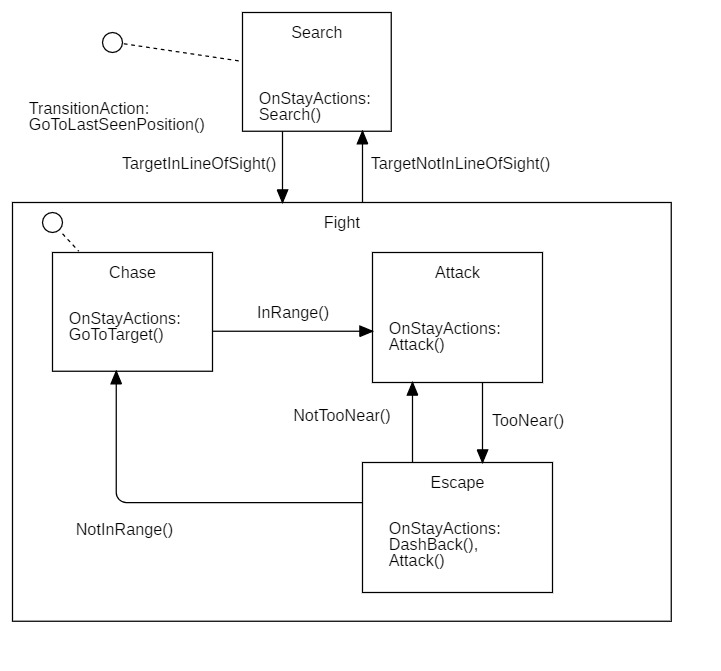 Search
OnStayActions:
Search()
TransitionAction:
GoToLastSeenPosition()
TargetInLineOfSight()
TargetNotInLineOfSight()
Fight
Chase
OnStayActions:
GoToTarget()
InRange()
Attack
OnStayActions:
Attack()
NotTooNear()
TooNear()
Escape
OnStayActions:
DashBack(),
Attack()
NotInRange()